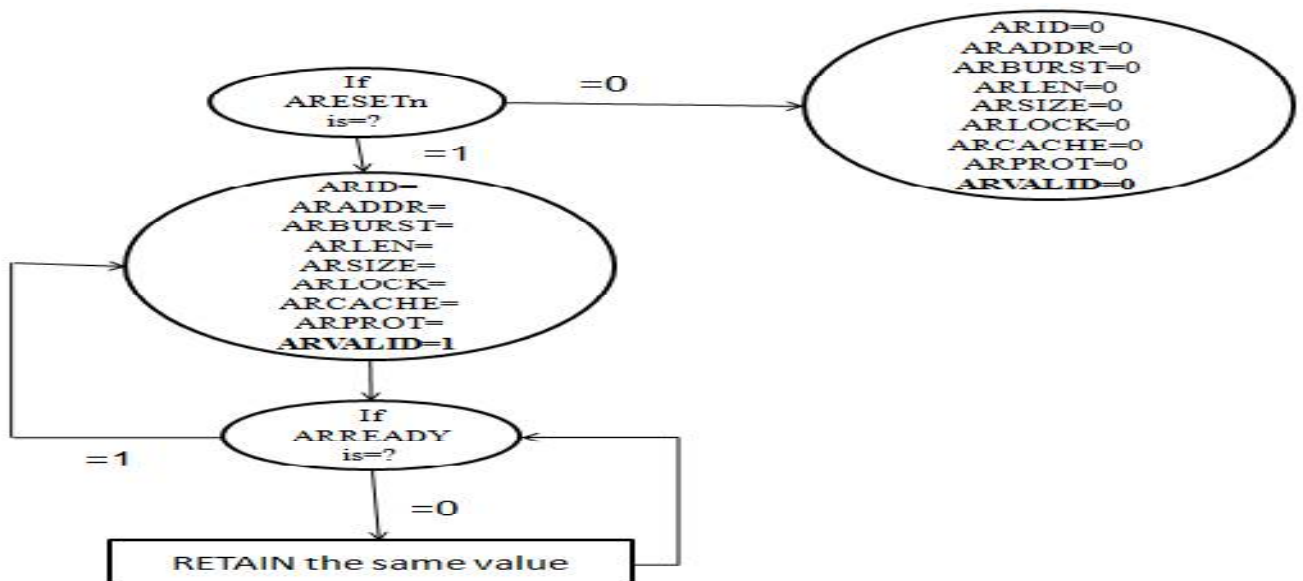 If
ARESETn
is=?
=0
ARID=0
ARADDR=0
ARBURST=0
ARLEN=0
ARSIZE=0
ARLOCK=0
ARCACHE=0
ARPROT=0
ARVALID=0
=1
ARID=
ARADDR=
ARBURST=
ARLEN=
ARSIZE=
ARLOCK=
ARCACHE=
ARPROT=
ARVALID=1
If
ARREADY
is=?
=1
=0
RETAIN the same value